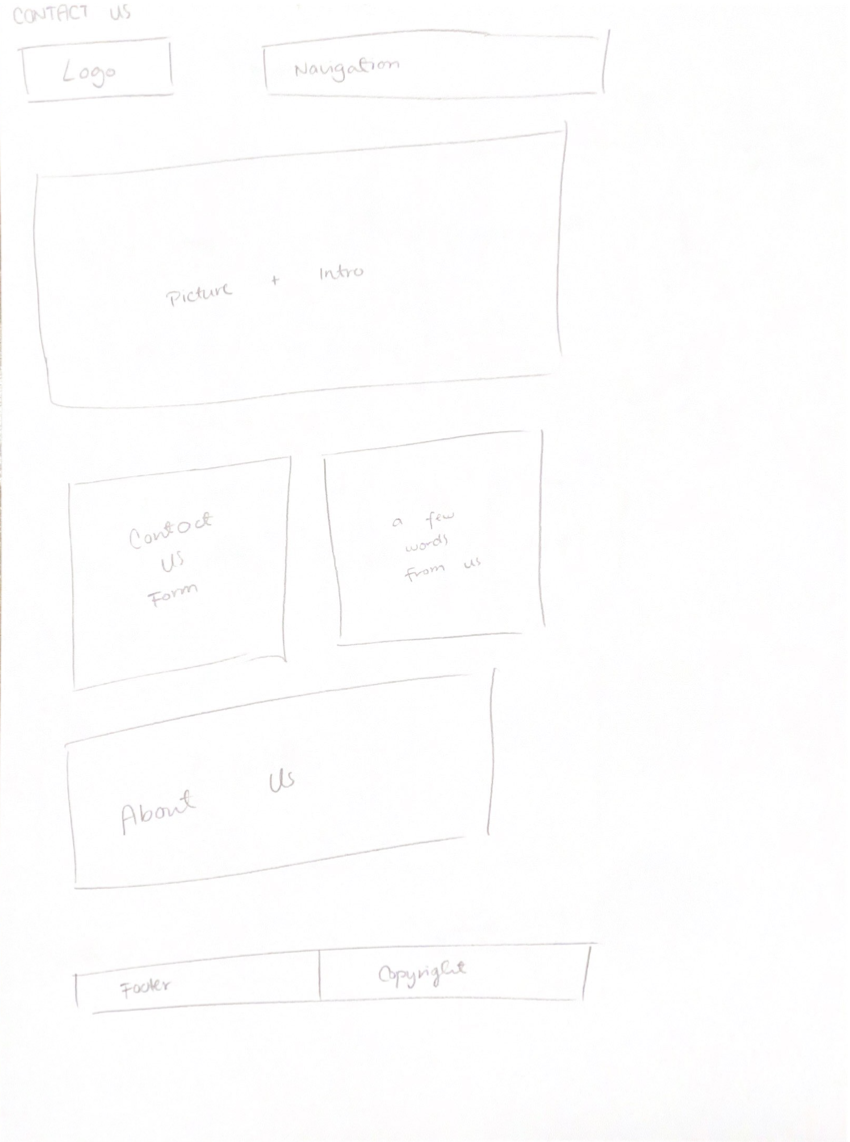 CONTACT US
Logo
Navigation
Picture + Intro
Contact
US
Form
a few
words
from us
About Us
Footer
Copyright